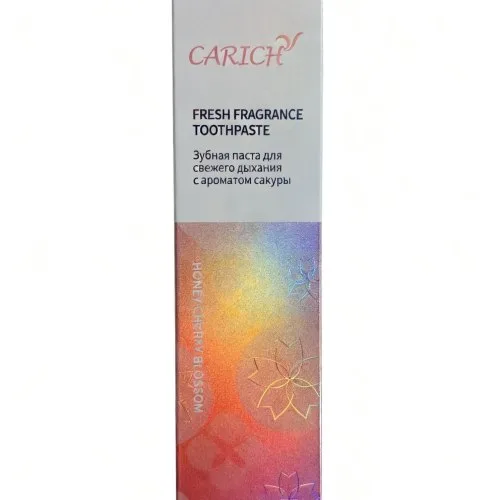 CARICH
FRESH FRAGRANCE
TOOTHPASTE
Зубная паста для
свежего дыхания
с ароматом сакуры
HONEY CHERRY BLOSSOM